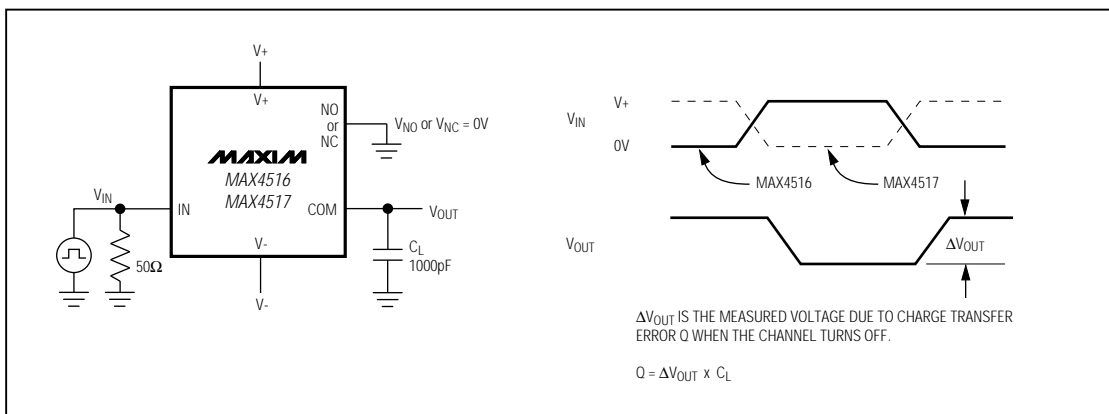 V+
V+
NO
or
NC
V_NO or V_NC = 0V
MAXIM
MAX4516
MAX4517
V_IN
IN
COM
V_OUT
C_L
1000pF
50Ω
V-
V-
V_IN
V+
0V
MAX4516
MAX4517
V_OUT
ΔV_OUT
ΔV_OUT IS THE MEASURED VOLTAGE DUE TO CHARGE TRANSFER
ERROR Q WHEN THE CHANNEL TURNS OFF.
Q = ΔV_OUT x C_L